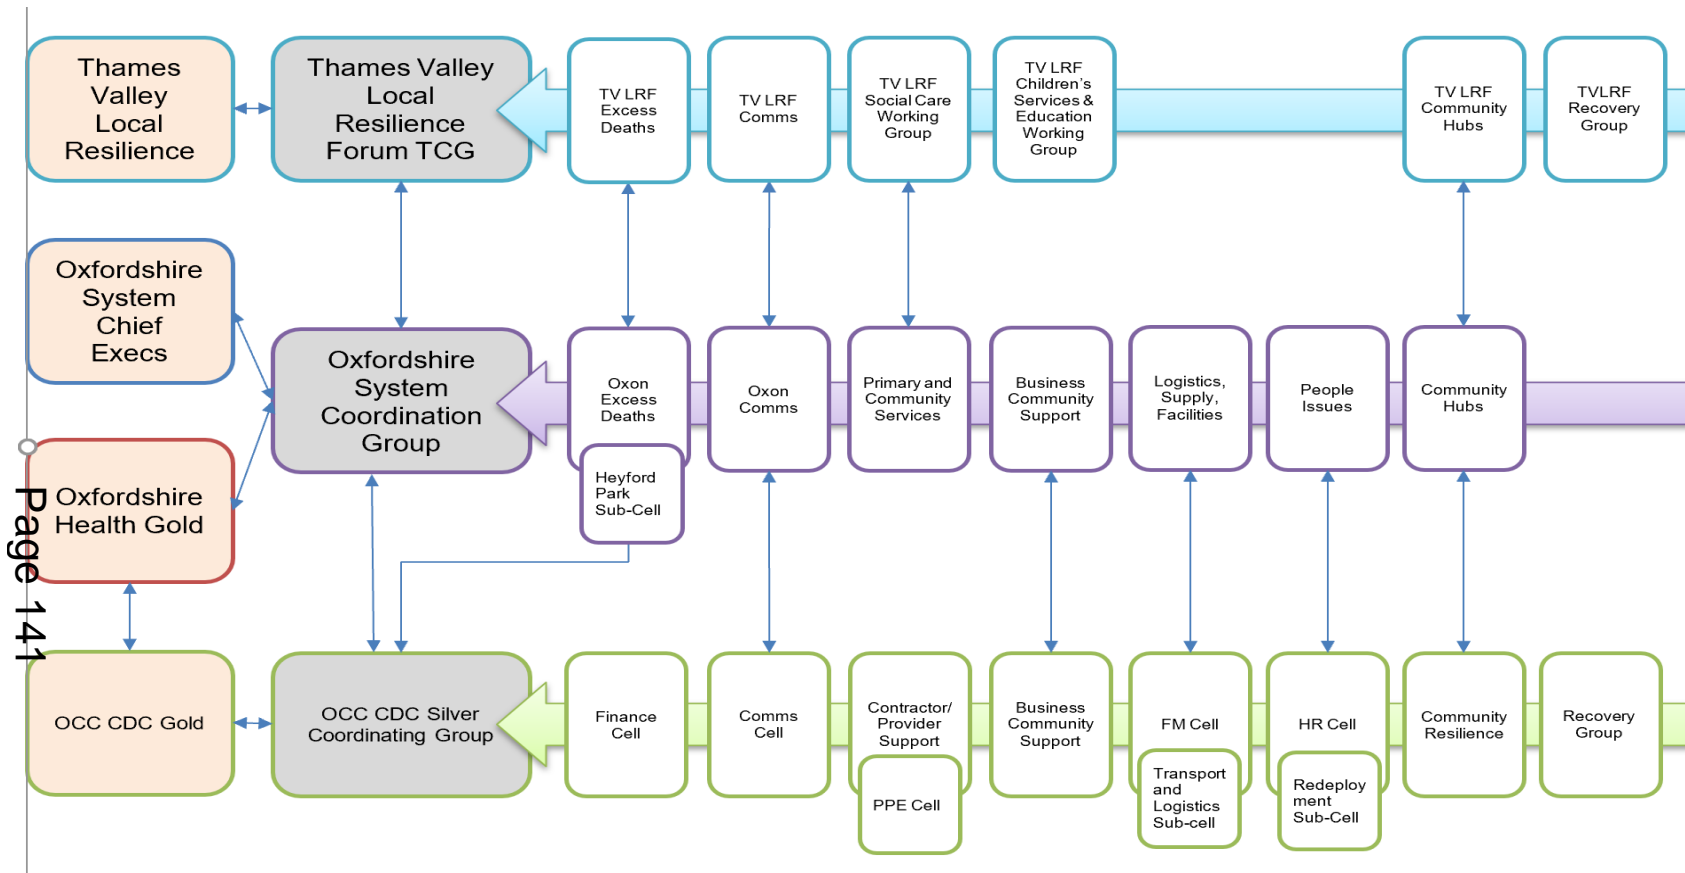 Thames
Valley
Local
Resilience
Thames Valley
Local
Resilience
Forum TCG
TV LRF
Excess
Deaths
TV LRF
Comms
TV LRF
Social Care
Working
Group
TV LRF
Children's
Services &
Education
Working
Group
TV LRF
Community
Hubs
TVLRF
Recovery
Group
Oxfordshire
System
Chief
Execs
Oxfordshire
System
Coordination
Group
Oxon
Excess
Deaths
Heyford
Park
Sub-Cell
Oxon
Comms
Primary and
Community
Services
Business
Community
Support
Logistics,
Supply,
Facilities
People
Issues
Community
Hubs
Oxfordshire
Health Gold
Page 141
OCC CDC Gold
OCC CDC Silver
Coordinating Group
Finance
Cell
Comms
Cell
Contractor/
Provider
Support
PPE Cell
Business
Community
Support
FM Cell
Transport
and
Logistics
Sub-cell
HR Cell
Redeploy
ment
Sub-Cell
Community
Resilience
Recovery
Group